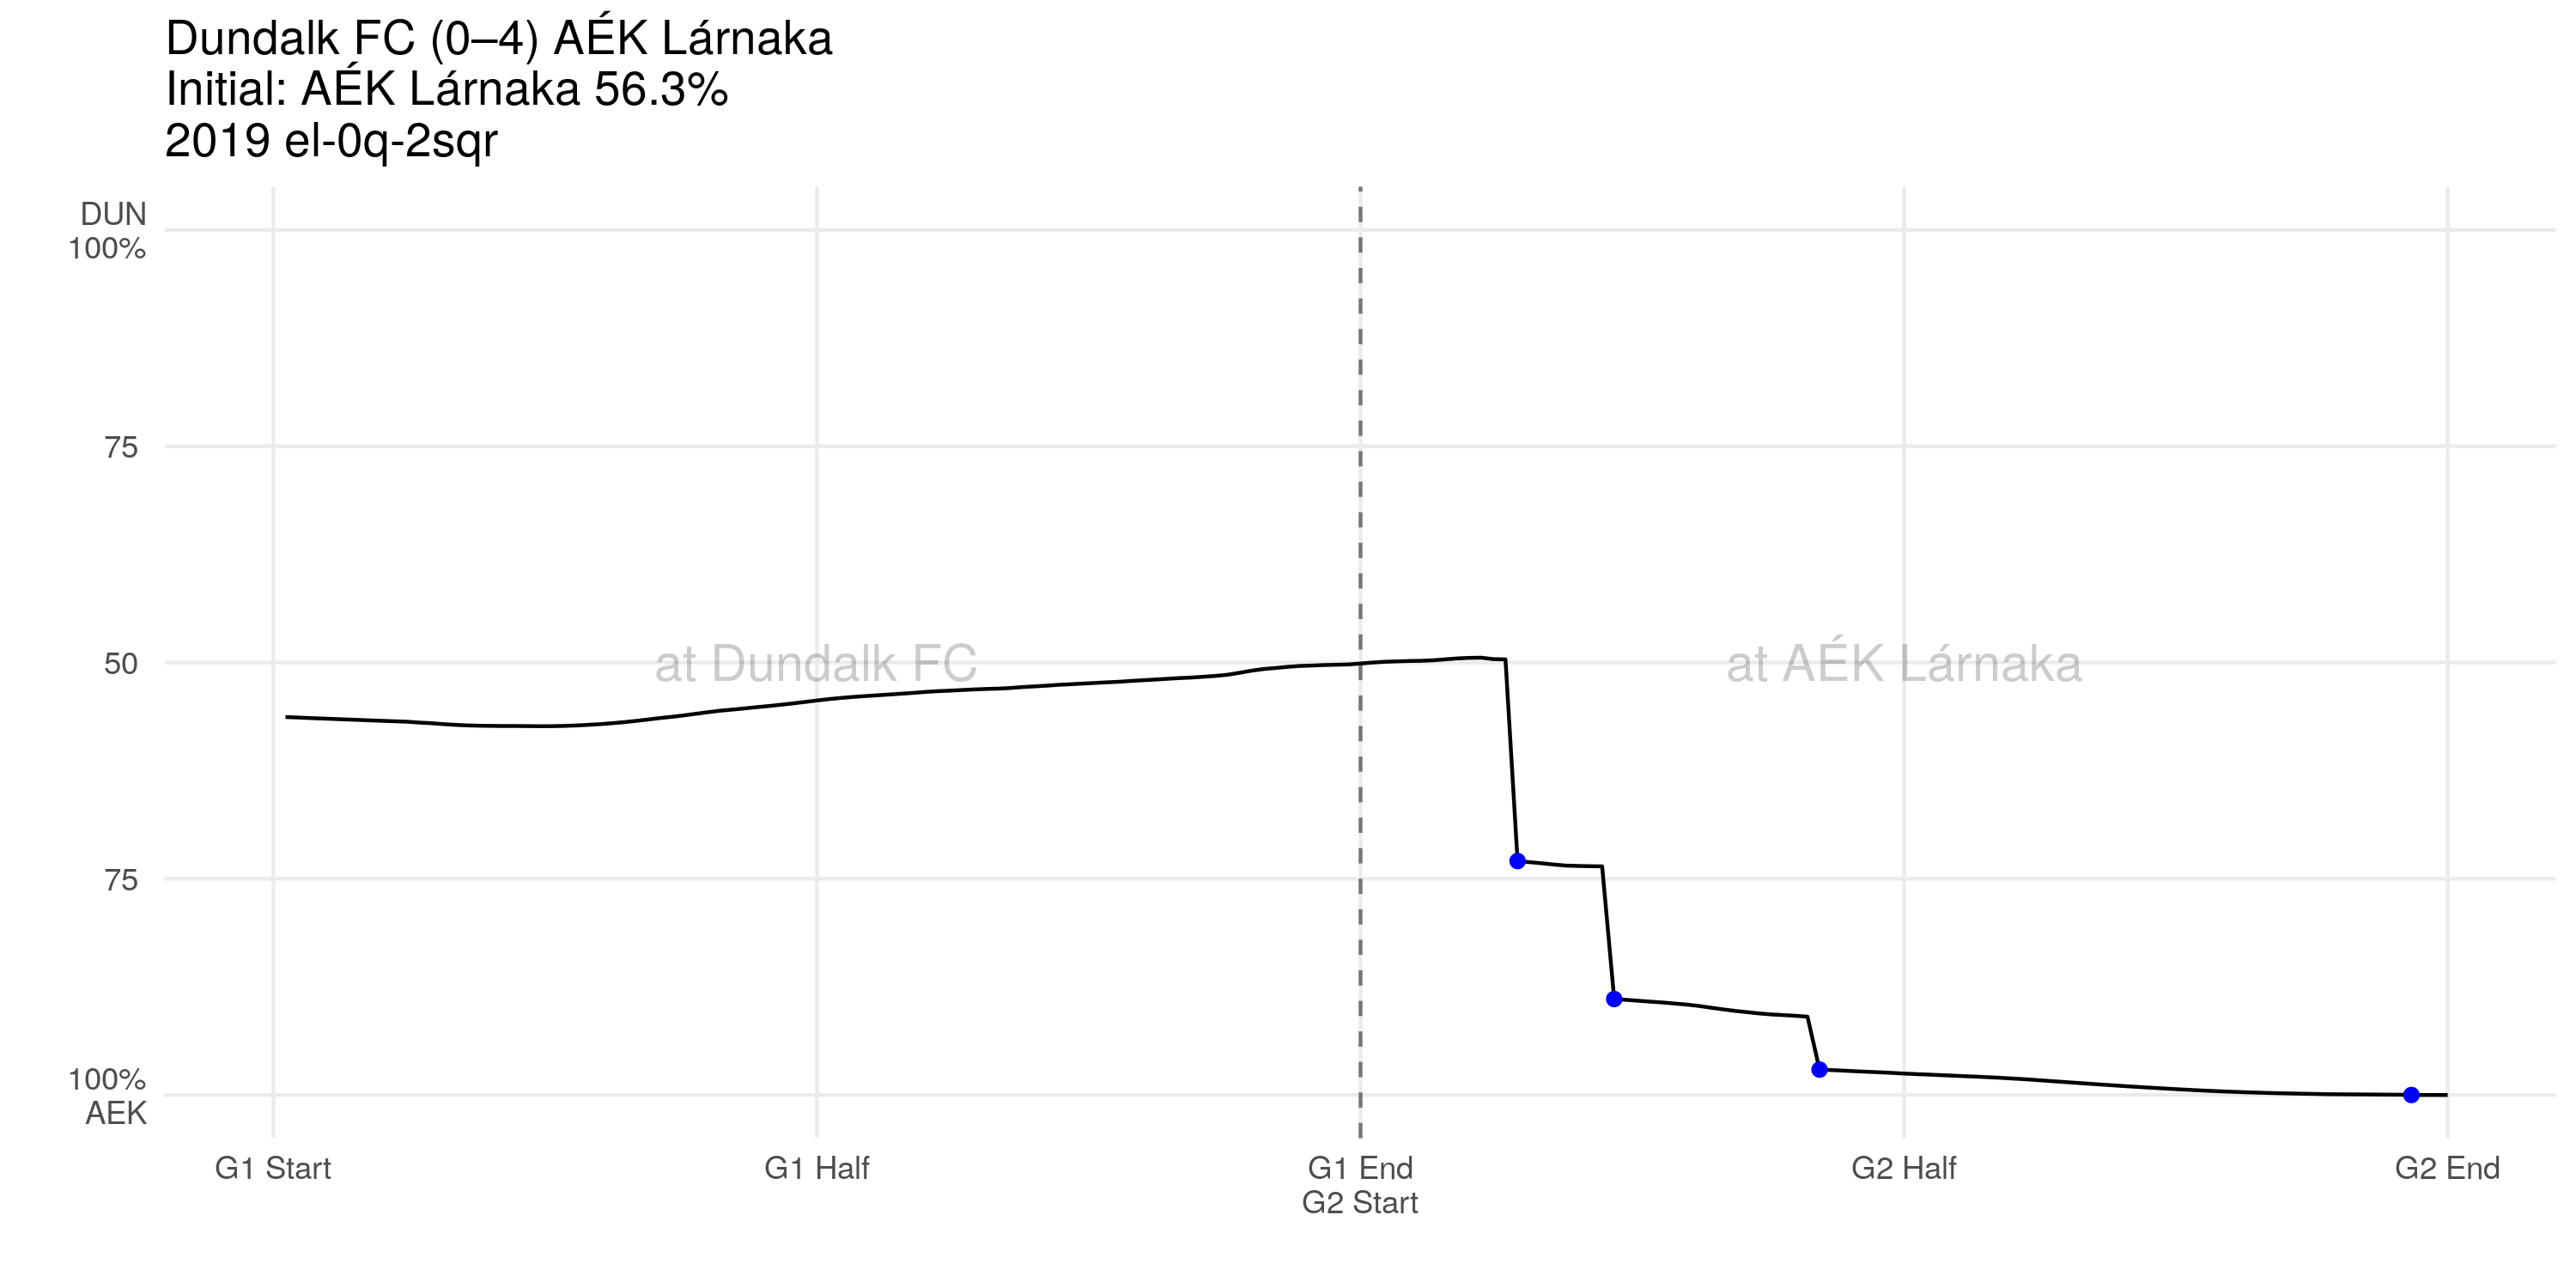 Dundalk FC (0–4) AÉK Lárnaka
Initial: AÉK Lárnaka 56.3%
2019 el-0q-2sqr
DUN
100%
75
50
75
100%
AEK
at Dundalk FC
at AÉK Lárnaka
G1 Start
G1 Half
G1 End
G2 Start
G2 Half
G2 End